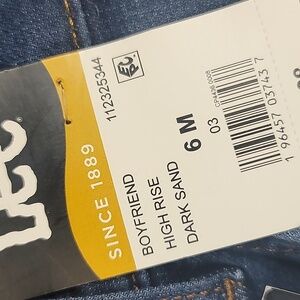 Lee
SINCE 1889
112325344
BOYFRIEND
HIGH RISE
DARK SAND
6 M
03
1 96457 03743 7